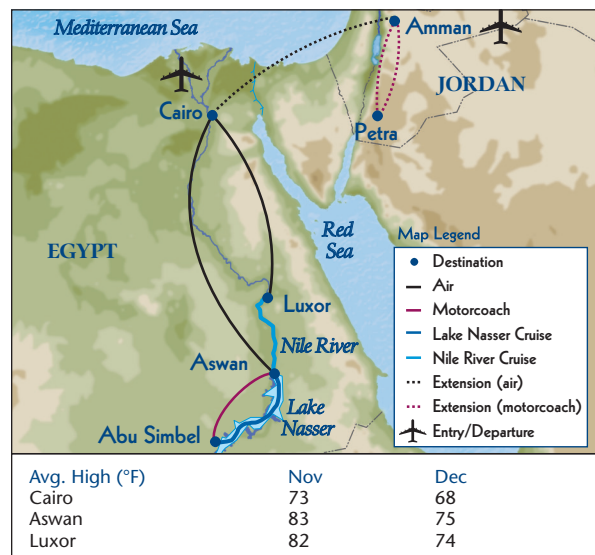 Mediterranean Sea
Amman
JORDAN
Cairo
Petra
Red
Sea
EGYPT
Map Legend
Destination
Air
Motorcoach
Lake Nasser Cruise
Nile River Cruise
Extension (air)
Extension (motorcoach)
Entry/Departure
Luxor
Nile River
Aswan
Lake
Nasser
Abu Simbel
Avg. High (°F) Nov Dec
Cairo 73 68
Aswan 83 75
Luxor 82 74